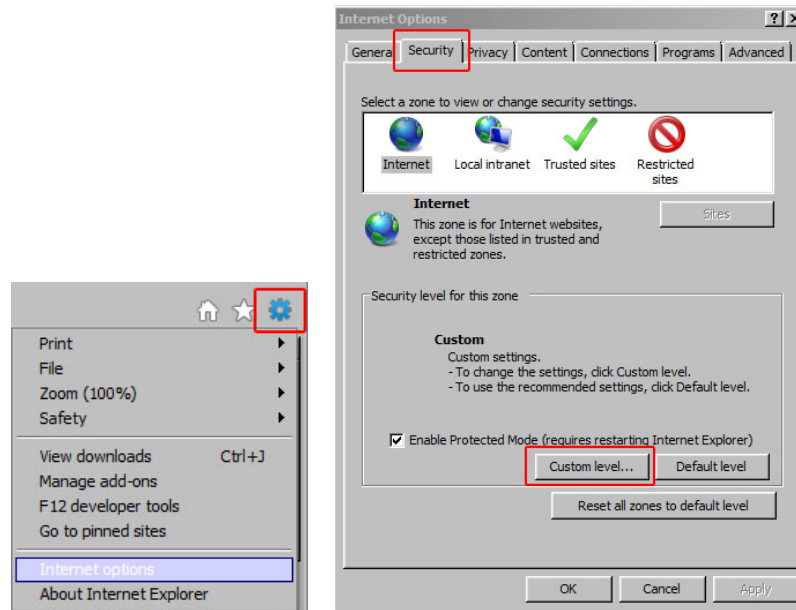 Print
File
Zoom (100%)
Safety
View downloads Ctrl+J
Manage add-ons
F12 developer tools
Go to pinned sites
Internet options
About Internet Explorer
Internet Options
General Security Privacy Content Connections Programs Advanced
Select a zone to view or change security settings.
Internet Local intranet Trusted sites Restricted
sites
Internet
Sites
This zone is for Internet websites,
except those listed in trusted and
restricted zones.
Security level for this zone
Custom
Custom settings.
- To change the settings, click Custom level.
- To use the recommended settings, click Default level.
Enable Protected Mode (requires restarting Internet Explorer)
Custom level... Default level
Reset all zones to default level
OK Cancel Apply